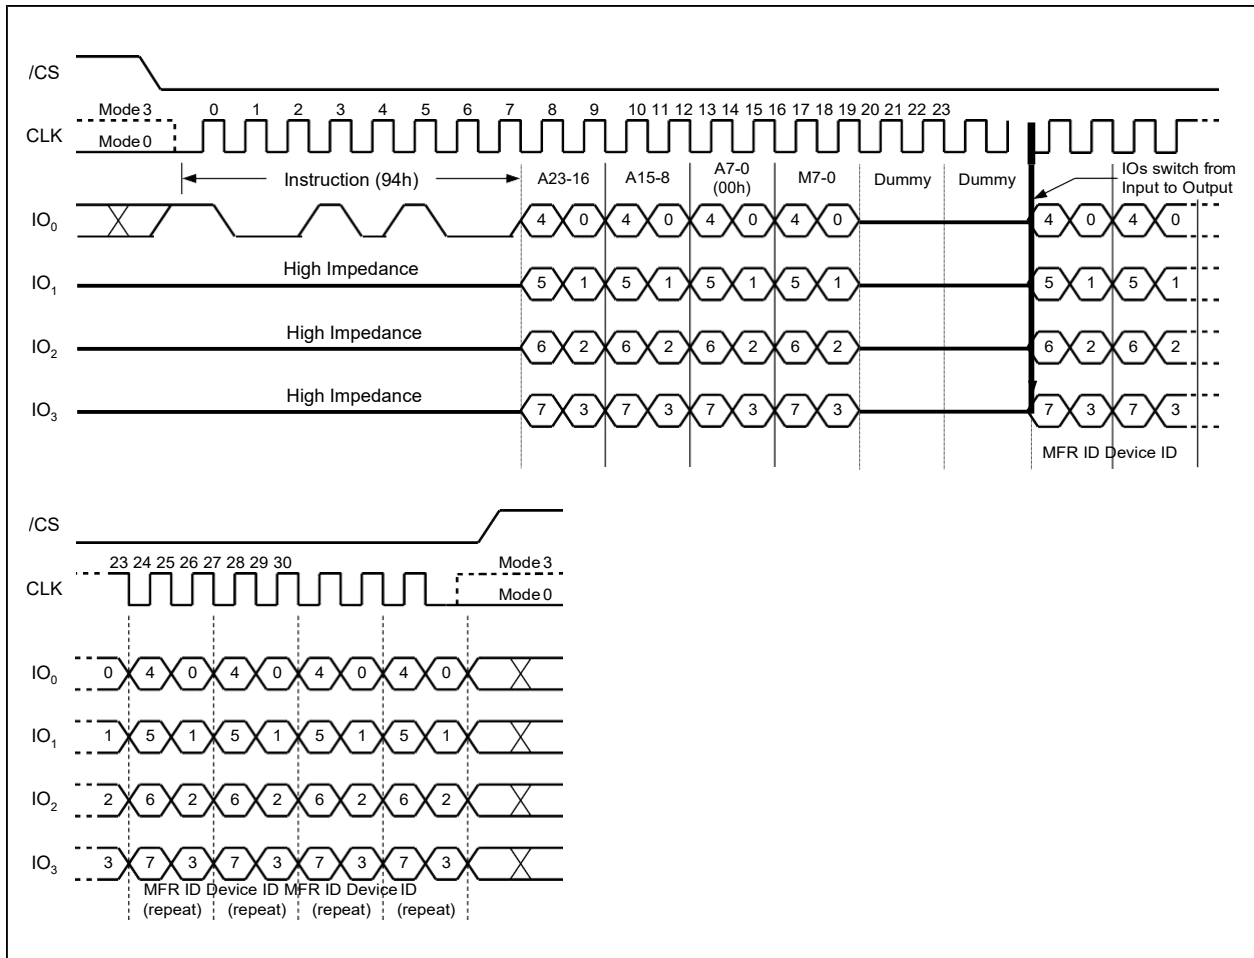 /CS
Mode 3 0 1 2 3 4 5 6 7 8 9 10 11 12 13 14 15 16 17 18 19 20 21 22 23
CLK
Mode 0
Instruction (94h) A23-16 A15-8 A7-0 (00h) M7-0 Dummy Dummy IOs switch from
Input to Output
IO0 4 0 4 0 4 0 4 0 4 0 4 0
High Impedance
IO1 5 1 5 1 5 1 5 1 5 1 5 1
High Impedance
IO2 6 2 6 2 6 2 6 2 6 2 6 2
High Impedance
IO3 7 3 7 3 7 3 7 3 7 3 7 3
MFR ID Device ID
/CS
23 24 25 26 27 28 29 30 Mode 3
CLK
Mode 0
IO0 0 4 0 4 0 4 0 4 0
IO1 1 5 1 5 1 5 1 5 1
IO2 2 6 2 6 2 6 2 6 2
IO3 3 7 3 7 3 7 3 7 3
MFR ID Device ID MFR ID Device ID
(repeat) (repeat) (repeat) (repeat)